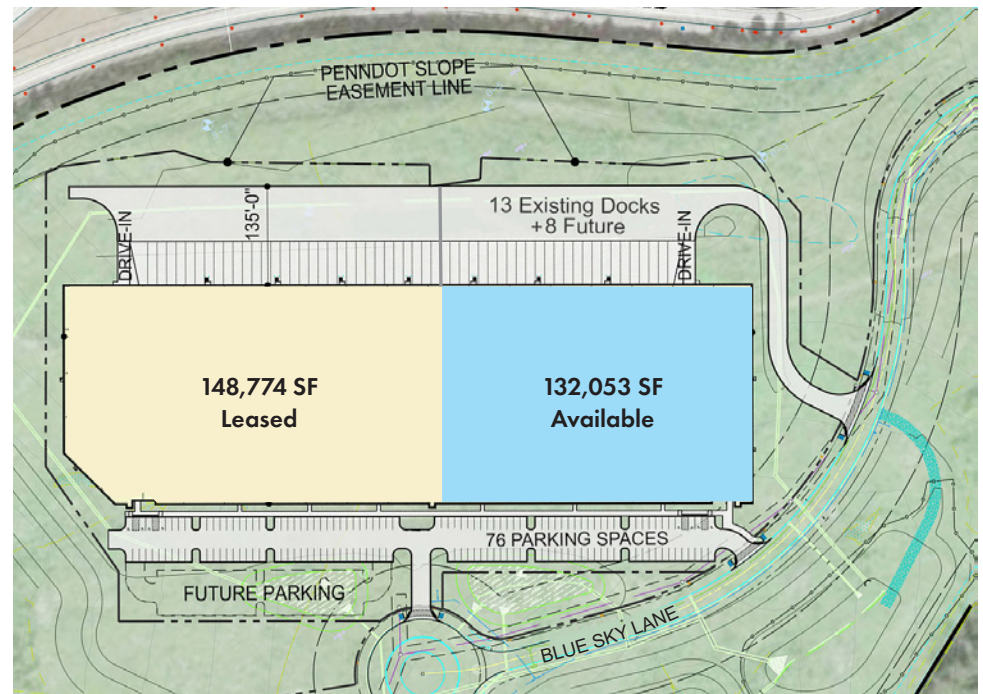 PENNDOT SLOPE
EASEMENT LINE
135'-0"
13 Existing Docks
+8 Future
DRIVE-IN
DRIVE-IN
148,774 SF
Leased
132,053 SF
Available
76 PARKING SPACES
FUTURE PARKING
BLUE SKY LANE